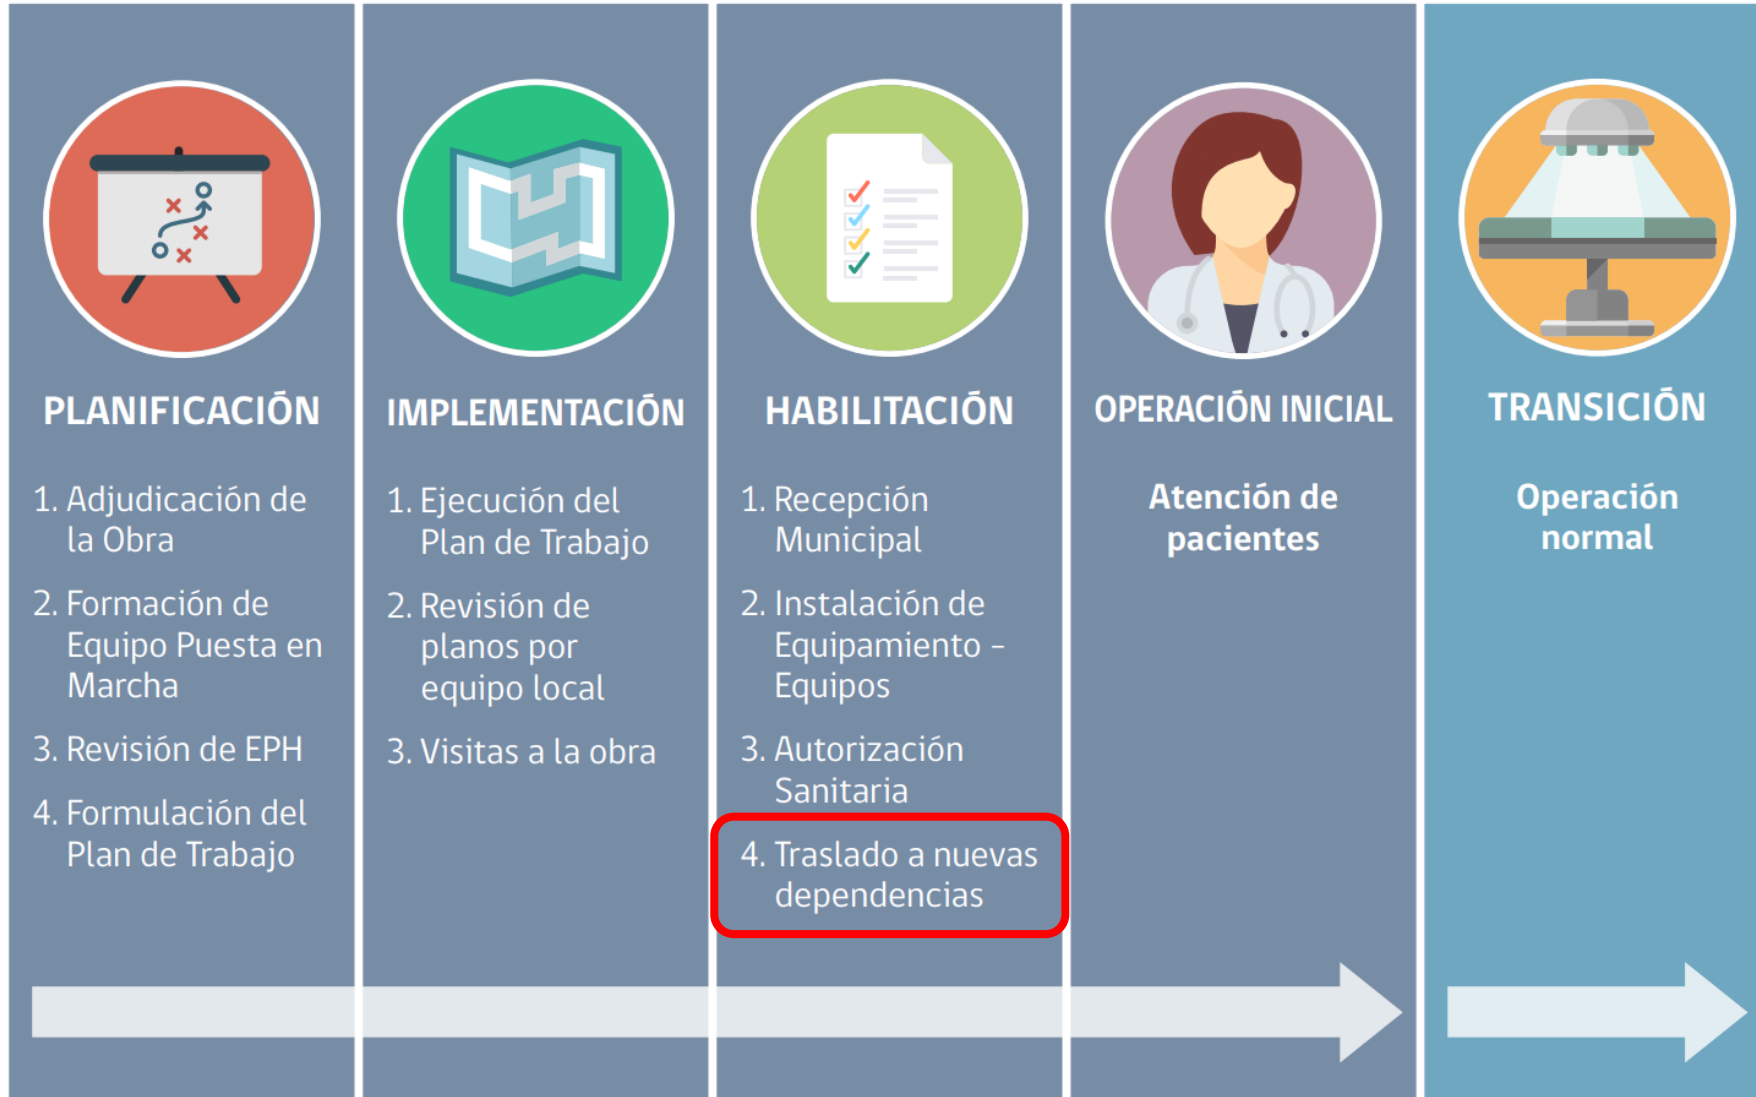 PLANIFICACIÓN
1. Adjudicación de
la Obra
2. Formación de
Equipo Puesta en
Marcha
3. Revisión de EPH
4. Formulación del
Plan de Trabajo
IMPLEMENTACIÓN
1. Ejecución del
Plan de Trabajo
2. Revisión de
planos por
equipo local
3. Visitas a la obra
HABILITACIÓN
1. Recepción
Municipal
2. Instalación de
Equipamiento -
Equipos
3. Autorización
Sanitaria
4. Traslado a nuevas
dependencias
OPERACIÓN INICIAL
Atención de
pacientes
TRANSICIÓN
Operación
normal